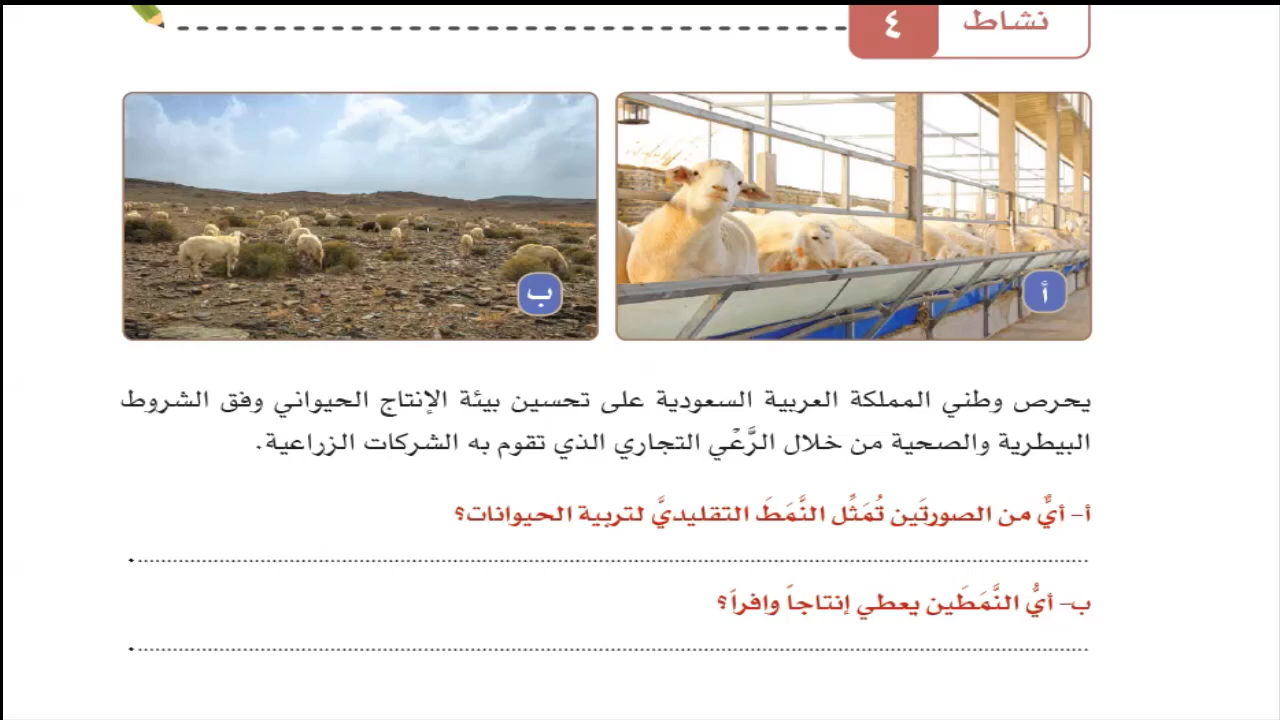 نشاط ٤
أ
ب
يحرص وطني المملكة العربية السعودية على تحسين بيئة الإنتاج الحيواني وفق الشروط
البيطرية والصحية من خلال الرَّعْي التجاري الذي تقوم به الشركات الزراعية.
أ- أيٌّ من الصورتَين تُمَثِّل النَّمَطَ التقليديَّ لتربية الحيوانات؟
ب- أيُّ النَّمَطَين يعطي إنتاجاً وافراً؟